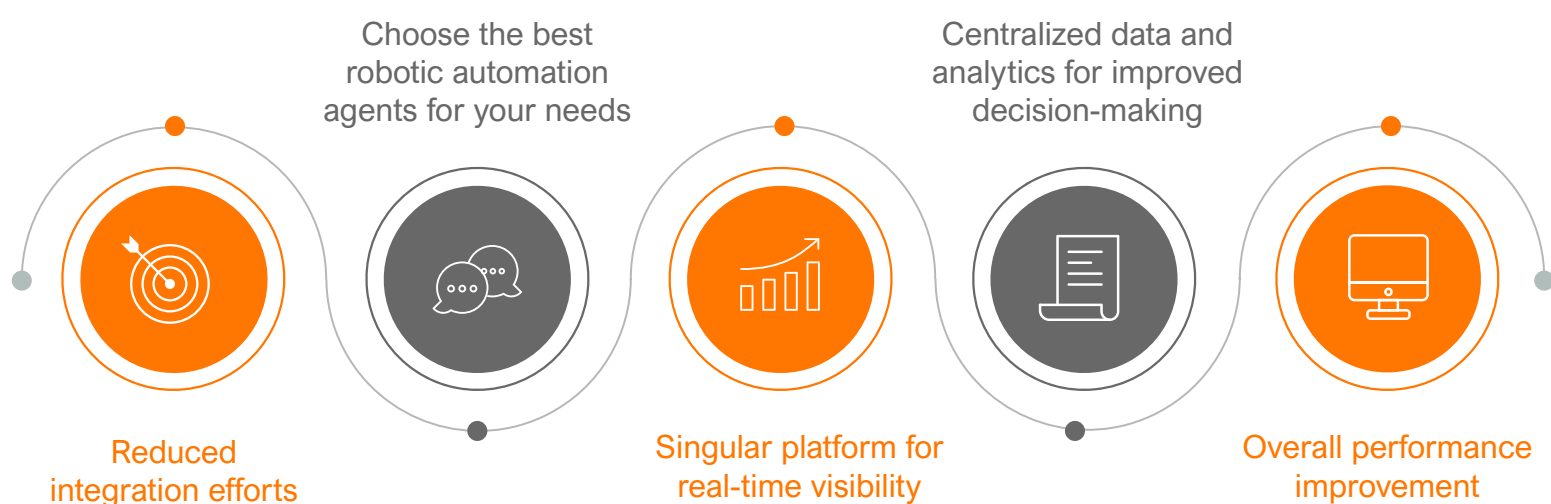 Reduced
integration efforts
Choose the best
robotic automation
agents for your needs
Singular platform for
real-time visibility
Centralized data and
analytics for improved
decision-making
Overall performance
improvement